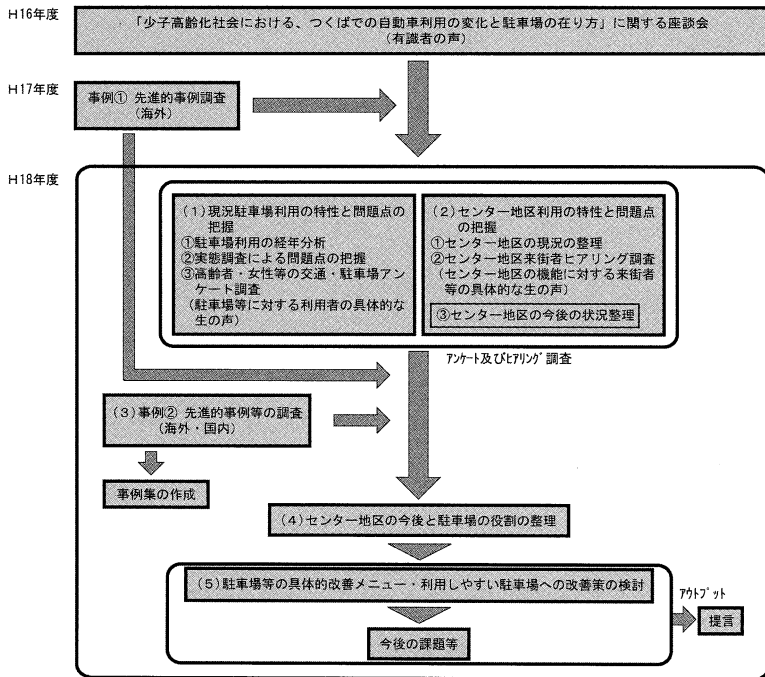 H16年度
「少子高齢化社会における、つくばでの自動車利用の変化と駐車場の在り方」に関する座談会
(有識者の声)
H17年度
事例① 先進的事例調査
(海外)
H18年度
(1)現況駐車場利用の特性と問題点の
把握
①駐車場利用の経年分析
②実態調査による問題点の把握
③高齢者・女性等の交通・駐車場アン
ケート調査
(駐車場等に対する利用者の具体的な
生の声)
(2)センター地区利用の特性と問題点
の把握
①センター地区の現況の整理
②センター地区来街者ヒアリング調査
(センター地区の機能に対する来街者
等の具体的な生の声)
③センター地区の今後の状況整理
ｱﾝｹｰﾄ及びﾋｱﾘﾝｸﾞ調査
(3)事例② 先進的事例等の調査
(海外・国内)
事例集の作成
(4)センター地区の今後と駐車場の役割の整理
(5)駐車場等の具体的改善メニュー・利用しやすい駐車場への改善策の検討
今後の課題等
ｱｳﾄﾌﾟｯﾄ
提言